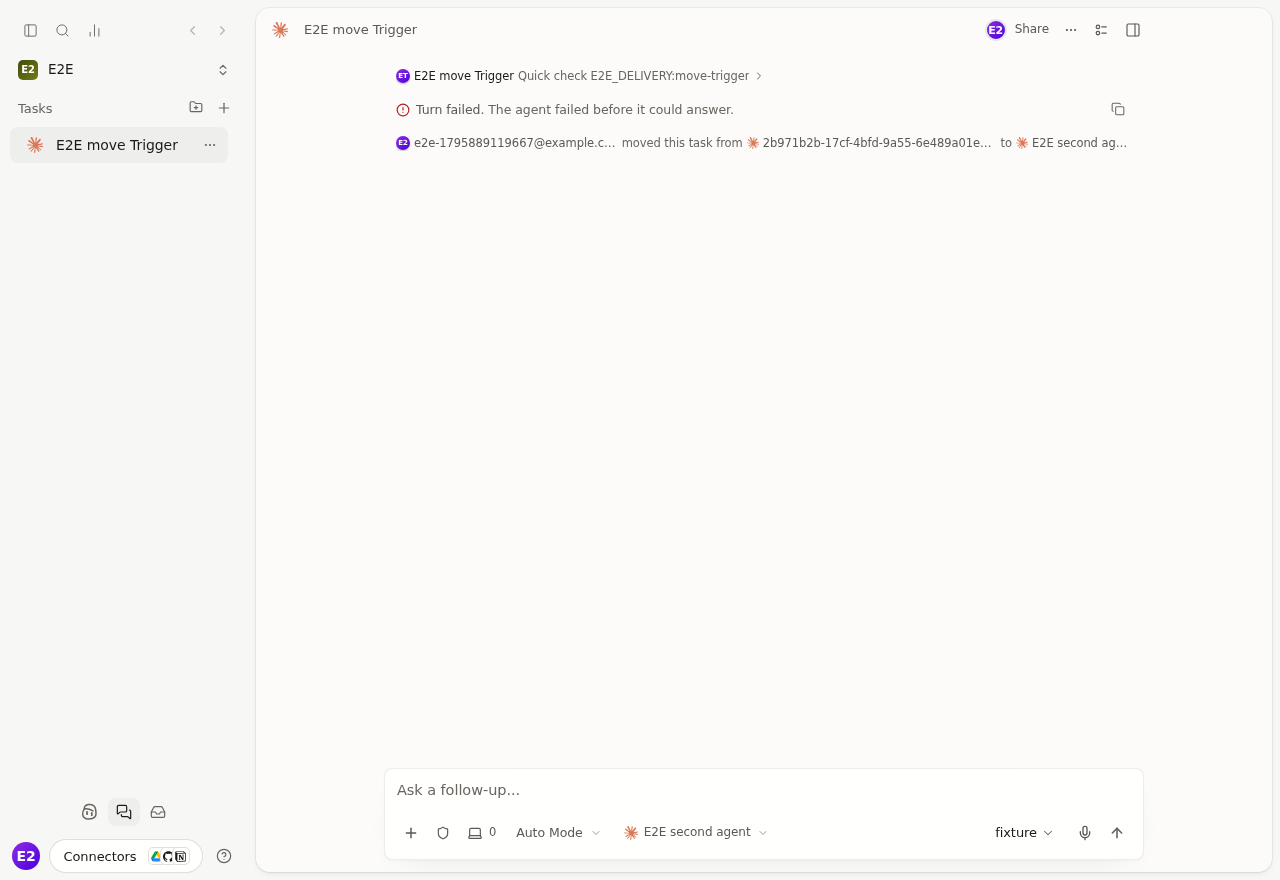 E2E move Trigger
E2 Share
E2 E2E
Tasks
E2E move Trigger
ET E2E move Trigger Quick check E2E_DELIVERY:move-trigger
Turn failed. The agent failed before it could answer.
E2 e2e-1795889119667@example.c... moved this task from 2b971b2b-17cf-4bfd-9a55-6e489a01e... to E2E second ag...
Ask a follow-up...
0 Auto Mode E2E second agent fixture
E2 Connectors